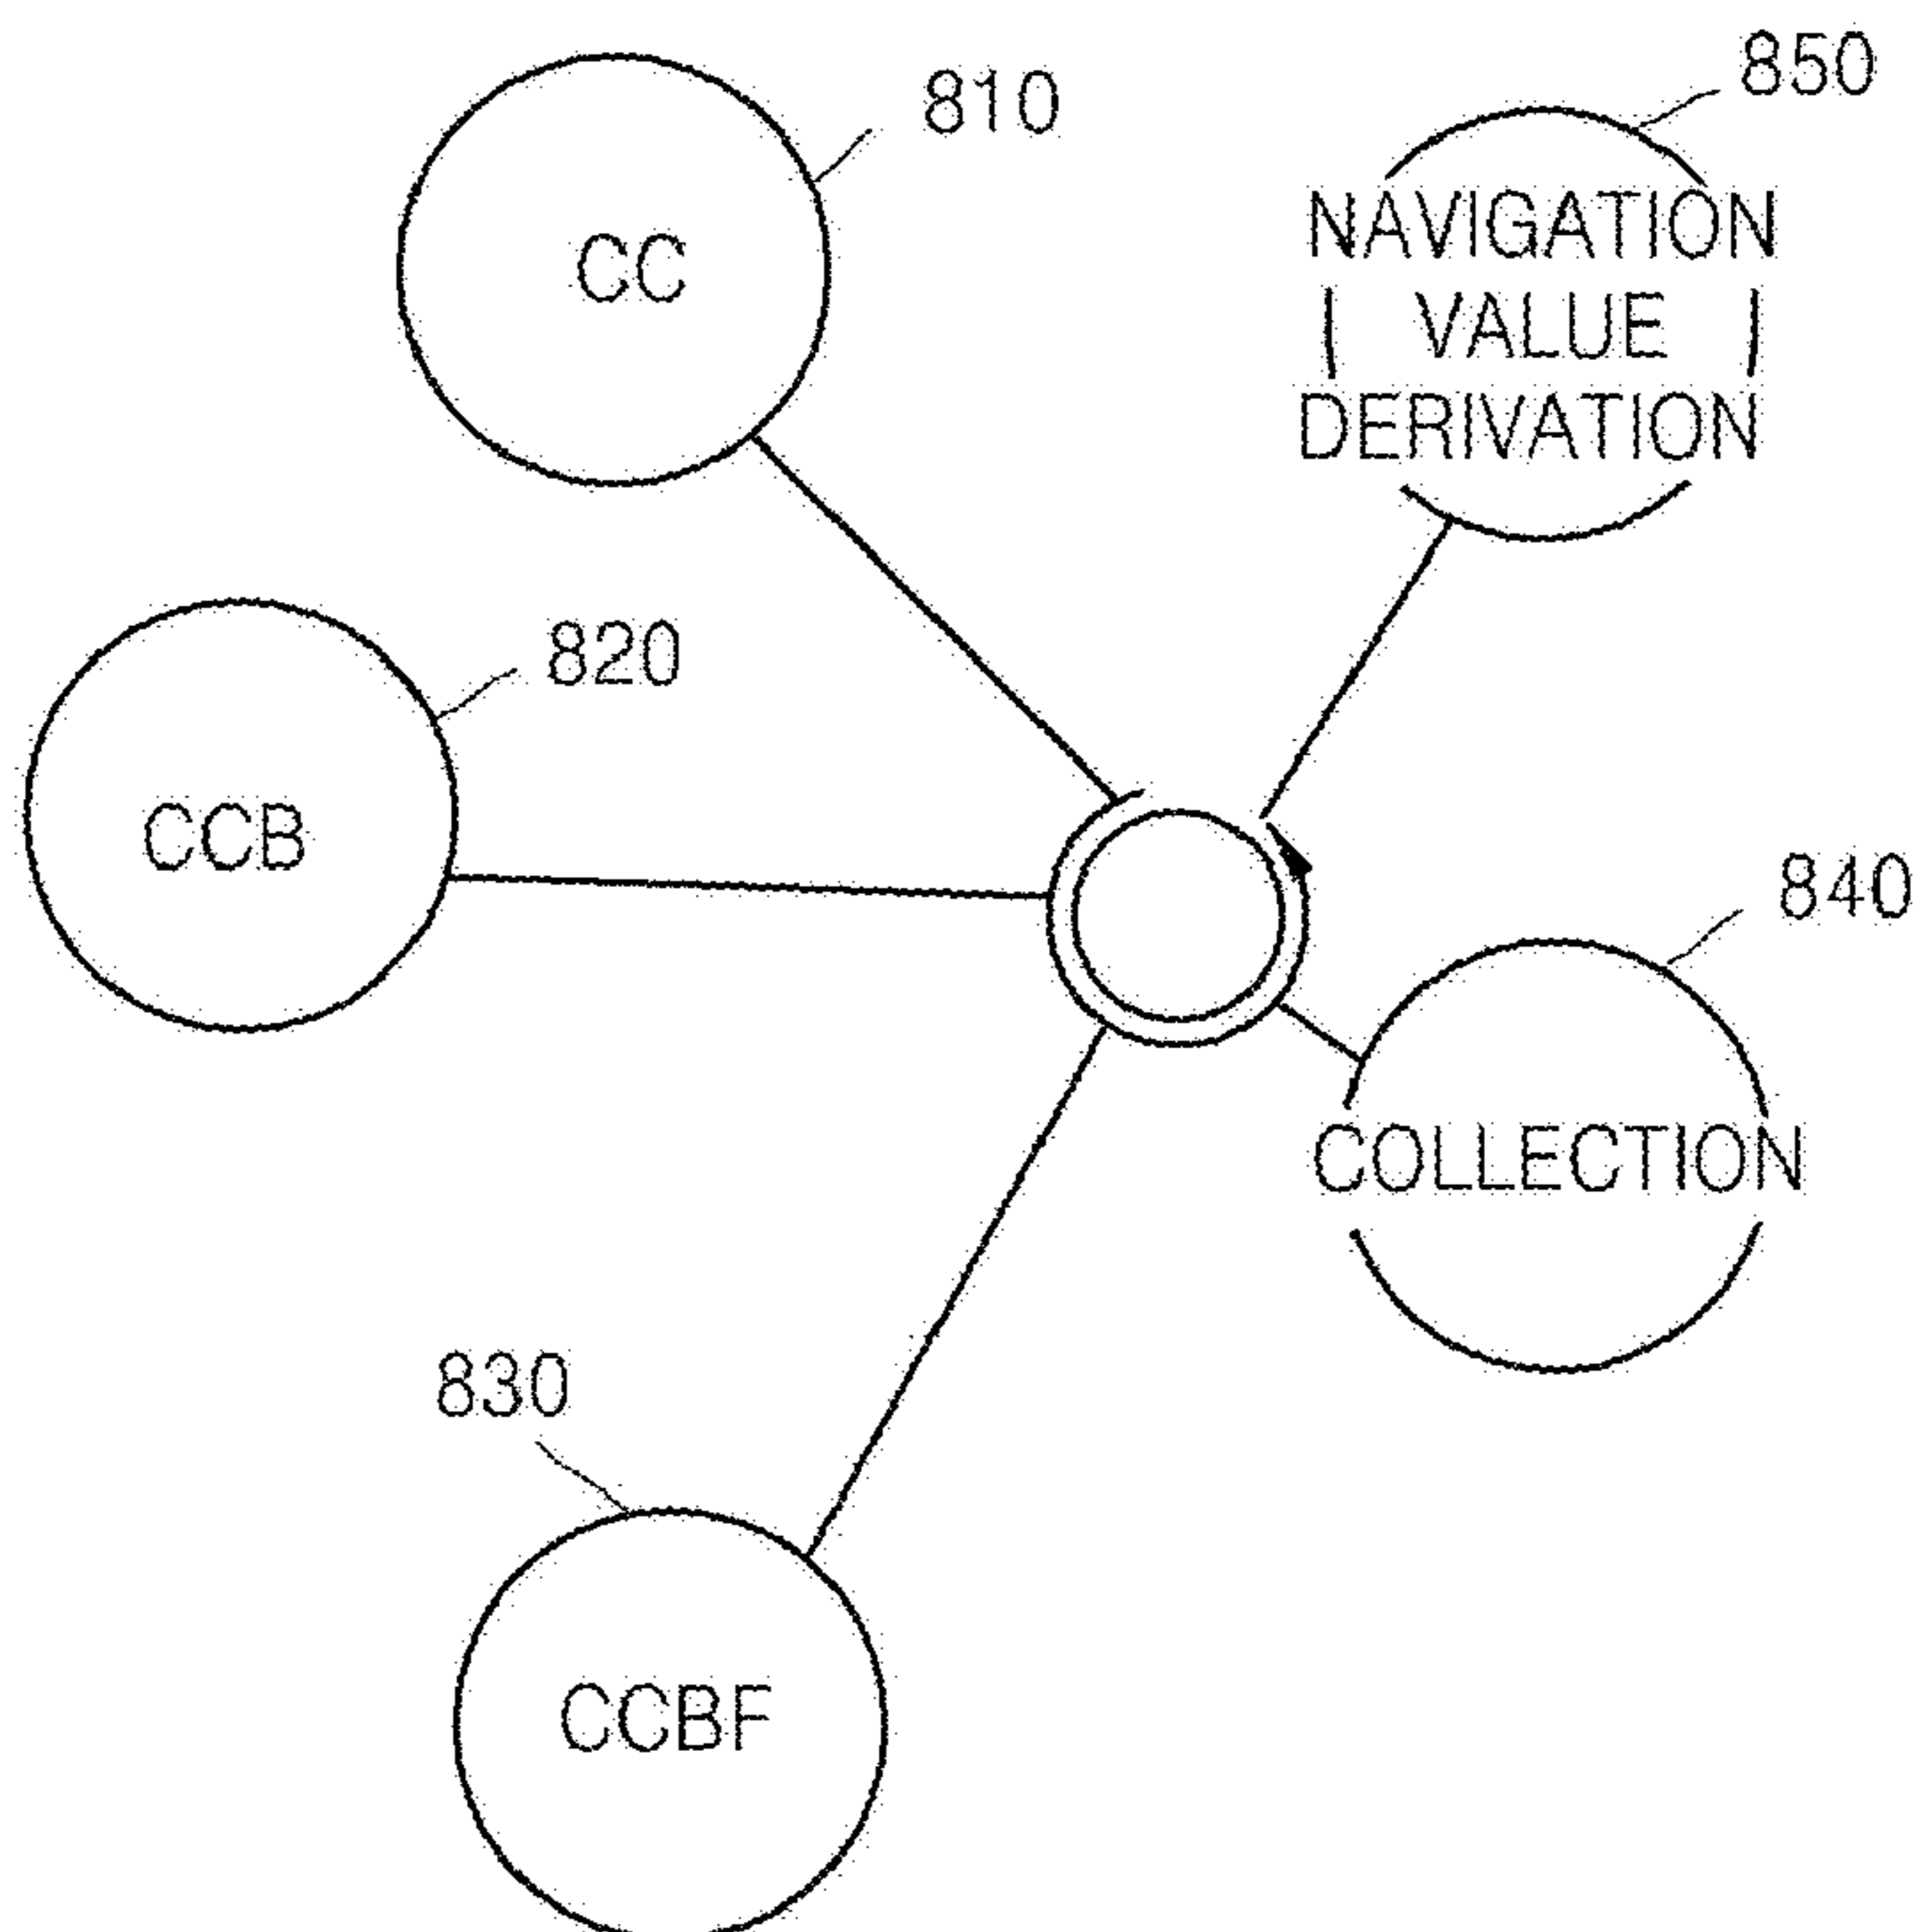 850
810
NAVIGATION
VALUE
DERIVATION
CC
820
CCB
840
COLLECTION
830
CCBF